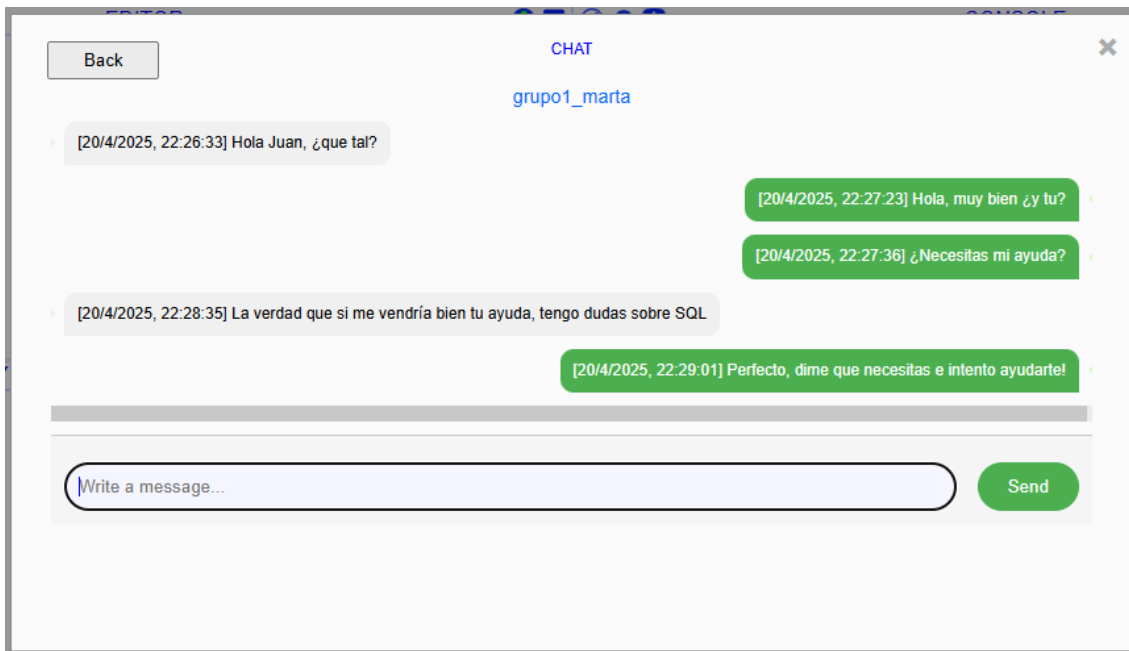 EDITOR
CONSOLE
Back
CHAT
×
grupo1_marta
[20/4/2025, 22:26:33] Hola Juan, ¿que tal?
[20/4/2025, 22:27:23] Hola, muy bien ¿y tu?
[20/4/2025, 22:27:36] ¿Necesitas mi ayuda?
[20/4/2025, 22:28:35] La verdad que si me vendría bien tu ayuda, tengo dudas sobre SQL
[20/4/2025, 22:29:01] Perfecto, dime que necesitas e intento ayudarte!
Write a message...
Send